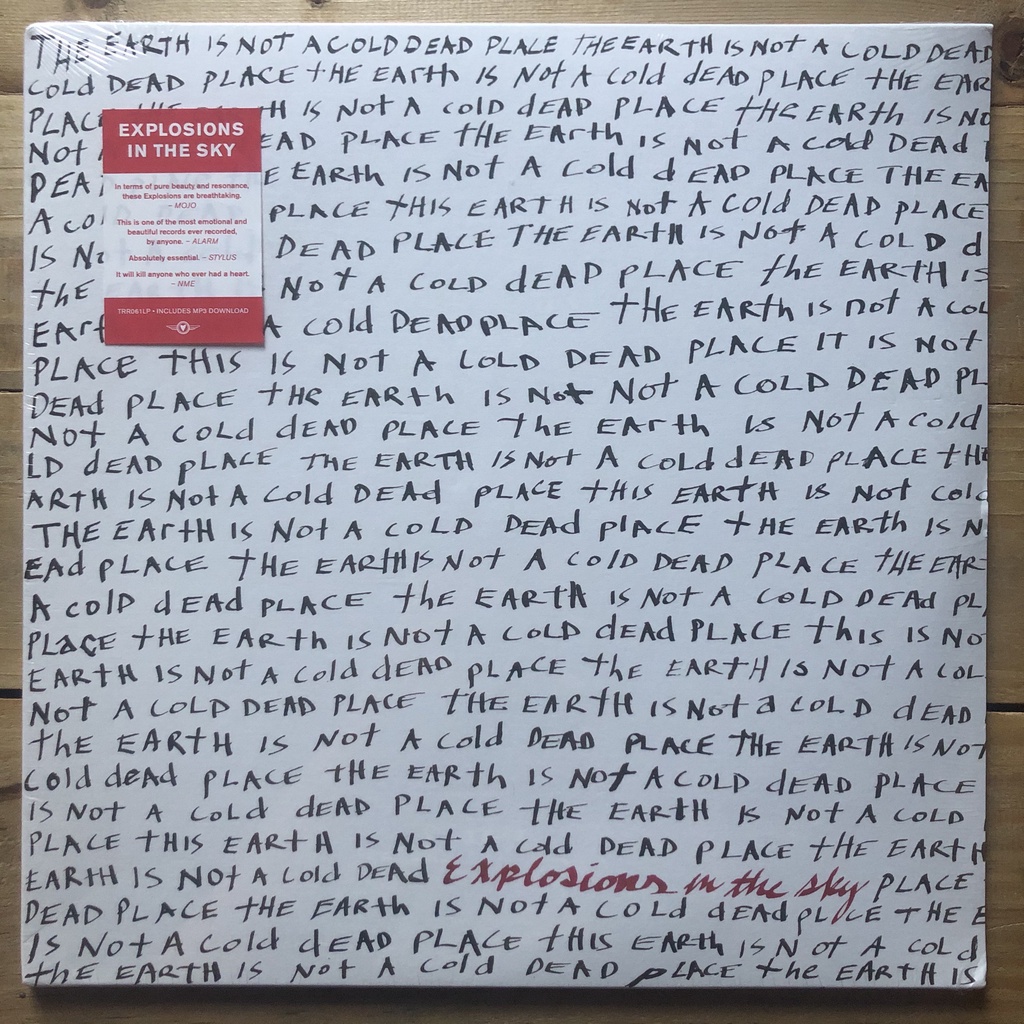 THE EARTH IS NOT A COLD DEAD PLALE THE EARTH IS Not A COLD DEAD
Cold DEAD PLACE tHE EARth IS Not A Cold dEAD PLACE tHE EAR
PLAC H IS Not A Cold dEAP PLACE tHE EARTH IS No
Not EAD PLACE tHE EARth is Not A Cold DEAd
DEA E EARtH IS Not A Cold d EAD PLACE THE EA
A Col PLACE tHIS EARTH IS Not A Cold DEAD PLACE
IS No DEAD PLACE THE EARtH IS Not A COLD d
the Not A COLD dEAD PLACE thE EARTH IS
EArt A Cold DEAD PLACE tHE EARTH is not A Col
PLACE THIS IS Not A LOLD DEAD PLACE IT IS Not
DEAd PLACE tHE EARth IS Not Not A COLD DEAD PL
Not A Cold dEAD PLACE thE EArth IS Not A Cold
LD dEAD pLACE THE EARTH IS Not A Cold dEAD PLACE tHE
ARTH IS Not A Cold DEAd PLACE tHIS EARTH IS Not Cold
THE EArtH IS Not A COLD DEAd PlACE tHE EARth IS N
EAd PLACE tHE EARTH IS Not A ColD DEAD PLACE tHE EAR
A ColD dEAd PLACE thE EARtH IS Not A COLD DEAd PL
PLACE tHE EARth IS Not A COLD dEAd PLACE this IS No
EARTH IS Not A Cold dEAD PLACE thE EARTH IS Not A COL
Not A COLD DEAD PLACE tHE EARTH IS Not a COLD dEAD
thE EARTH IS Not A Cold DEAD PLACE tHE EARTH IS Not
Cold dEAd PLACE tHE EARth IS Not A COLD dEAD PLACE
IS Not A Cold dEAD PLACE tHE EARtH IS Not A COLD
PLACE tHIS EARtH IS Not A Cold DEAD PLACE tHE EARTH
EARTH IS Not A Cold DEAD Explosions in the sky PLACE
DEAD PLACE tHE EARth IS Not A COLd dEAd pLACE tHE E
IS Not A Cold dEAD PLACE tHIS EARth IS Not A Cold
thE EARTH IS Not A Cold DEAD PLACE thE EARtH IS
EXPLOSIONS
IN THE SKY
In terms of pure beauty and resonance,
these Explosions are breathtaking.
– MOJO
This is one of the most emotional and
beautiful records ever recorded,
by anyone. – ALARM
Absolutely essential. – STYLUS
It will kill anyone who ever had a heart.
– NME
TRR061LP • INCLUDES MP3 DOWNLOAD